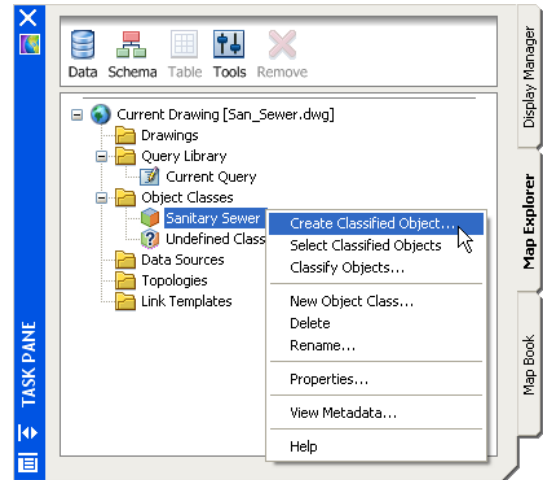 Data Schema Table Tools Remove
Current Drawing [San_Sewer.dwg]
Drawings
Query Library
Current Query
Object Classes
Sanitary Sewer
Undefined Class
Data Sources
Topologies
Link Templates
Create Classified Object...
Select Classified Objects
Classify Objects...
New Object Class...
Delete
Rename...
Properties...
View Metadata...
Help
Display Manager
Map Explorer
Map Book
TASK PANE